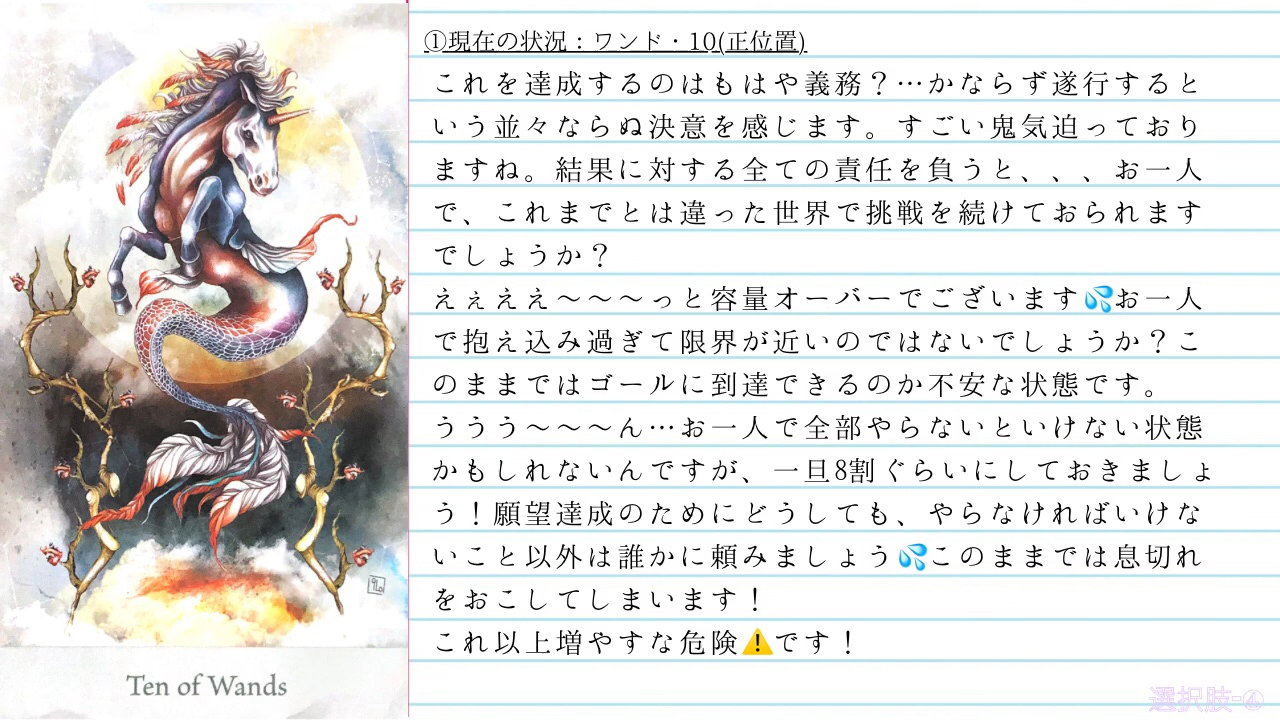 ①現在の状況：ワンド・10(正位置)
これを達成するのはもはや義務？…かならず遂行すると
いう並々ならぬ決意を感じます。すごい鬼気迫っており
ますね。結果に対する全ての責任を負うと、、、お一人
で、これまでとは違った世界で挑戦を続けておられます
でしょうか？
えぇええ〜〜〜っと容量オーバーでございます💦お一人
で抱え込み過ぎて限界が近いのではないでしょうか？こ
のままではゴールに到達できるのか不安な状態です。
ううう〜〜〜ん…お一人で全部やらないといけない状態
かもしれないんですが、一旦8割ぐらいにしておきましょ
う！願望達成のためにどうしても、やらなければいけな
いこと以外は誰かに頼みましょう💦このままでは息切れ
をおこしてしまいます！
これ以上増やすな危険⚠️です！
Ten of Wands
選択肢-④